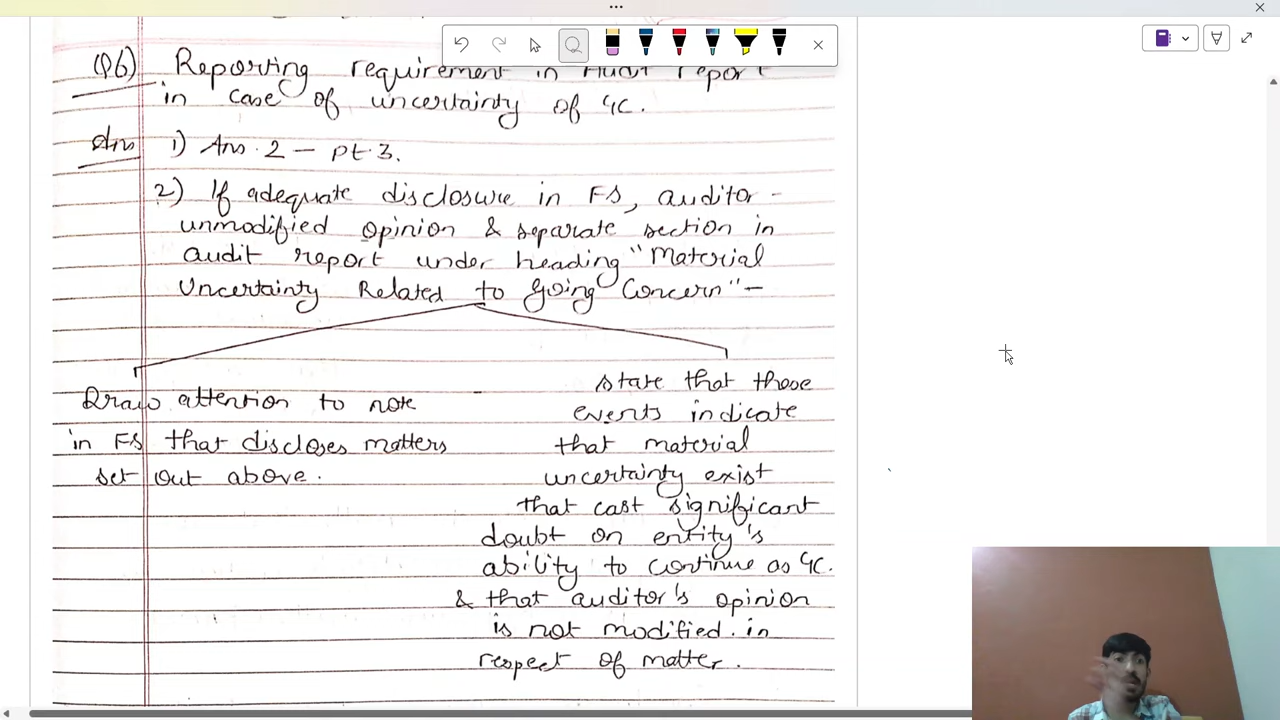 Q6) Reporting requirement in Audit report
in case of uncertainty of GC.
Ans 1) Ans. 2 – pt. 3.
2) If adequate disclosure in FS, auditor -
unmodified opinion & separate section in
audit report under heading "Material
Uncertainty Related to Going Concern" –
Draw attention to note
in FS that discloses matters
set out above.
state that those
events indicate
that material
uncertainty exist
that cast significant
doubt on entity's
ability to continue as GC.
& that auditor's opinion
is not modified. in
respect of matter.